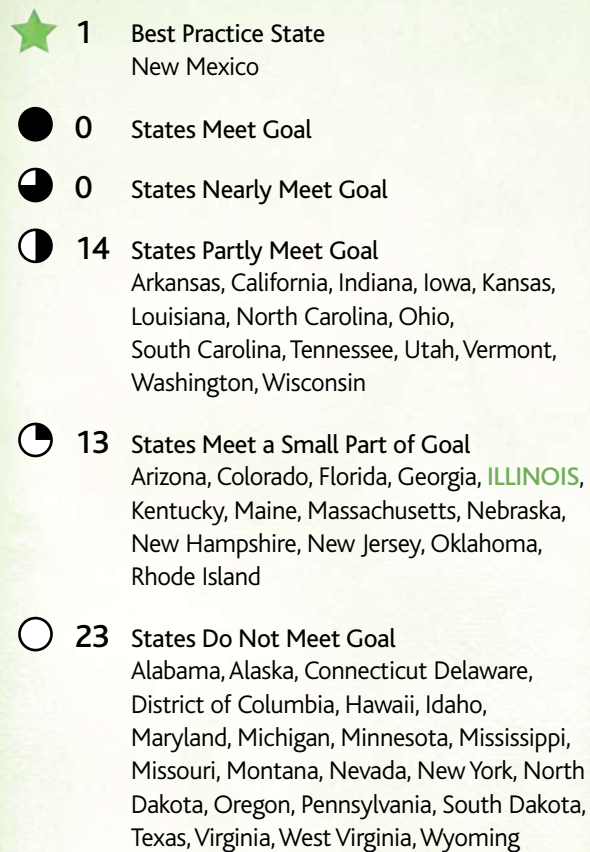 1 Best Practice State
New Mexico
0 States Meet Goal
0 States Nearly Meet Goal
14 States Partly Meet Goal
Arkansas, California, Indiana, Iowa, Kansas,
Louisiana, North Carolina, Ohio,
South Carolina, Tennessee, Utah, Vermont,
Washington, Wisconsin
13 States Meet a Small Part of Goal
Arizona, Colorado, Florida, Georgia, ILLINOIS,
Kentucky, Maine, Massachusetts, Nebraska,
New Hampshire, New Jersey, Oklahoma,
Rhode Island
23 States Do Not Meet Goal
Alabama, Alaska, Connecticut Delaware,
District of Columbia, Hawaii, Idaho,
Maryland, Michigan, Minnesota, Mississippi,
Missouri, Montana, Nevada, New York, North
Dakota, Oregon, Pennsylvania, South Dakota,
Texas, Virginia, West Virginia, Wyoming